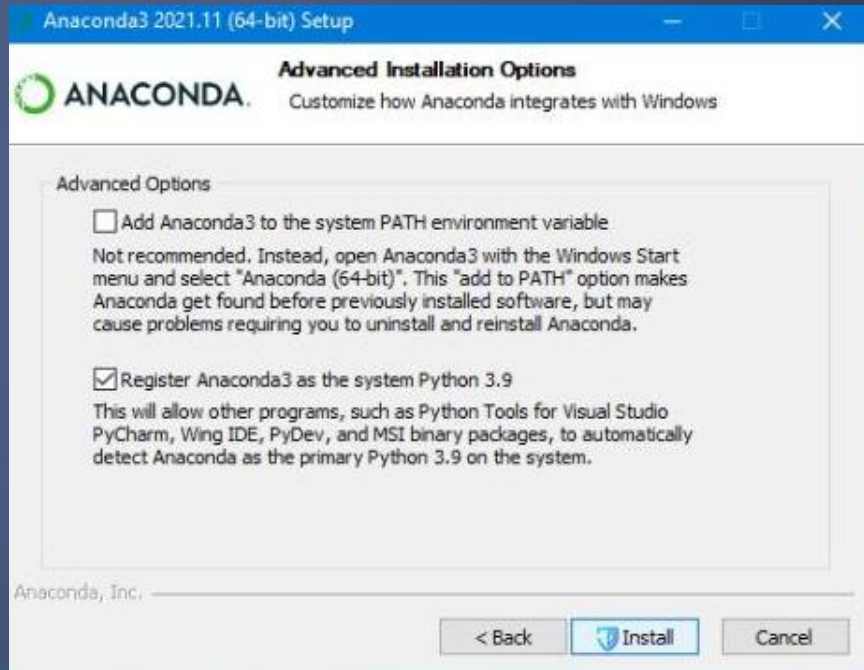 Anaconda3 2021.11 (64-bit) Setup
ANACONDA.
Advanced Installation Options
Customize how Anaconda integrates with Windows
Advanced Options
Add Anaconda3 to the system PATH environment variable
Not recommended. Instead, open Anaconda3 with the Windows Start
menu and select "Anaconda (64-bit)". This "add to PATH" option makes
Anaconda get found before previously installed software, but may
cause problems requiring you to uninstall and reinstall Anaconda.
Register Anaconda3 as the system Python 3.9
This will allow other programs, such as Python Tools for Visual Studio
PyCharm, Wing IDE, PyDev, and MSI binary packages, to automatically
detect Anaconda as the primary Python 3.9 on the system.
Anaconda, Inc.
< Back Install Cancel